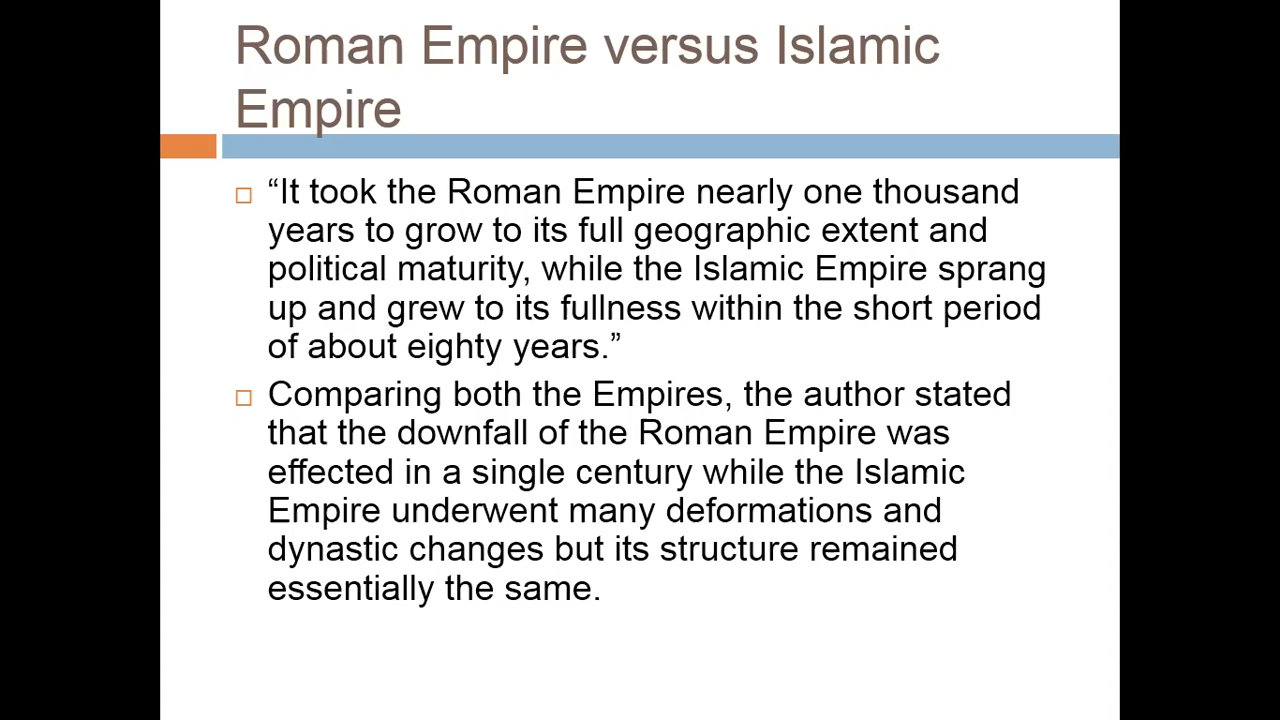 Roman Empire versus Islamic
Empire
“It took the Roman Empire nearly one thousand
years to grow to its full geographic extent and
political maturity, while the Islamic Empire sprang
up and grew to its fullness within the short period
of about eighty years.”
Comparing both the Empires, the author stated
that the downfall of the Roman Empire was
effected in a single century while the Islamic
Empire underwent many deformations and
dynastic changes but its structure remained
essentially the same.